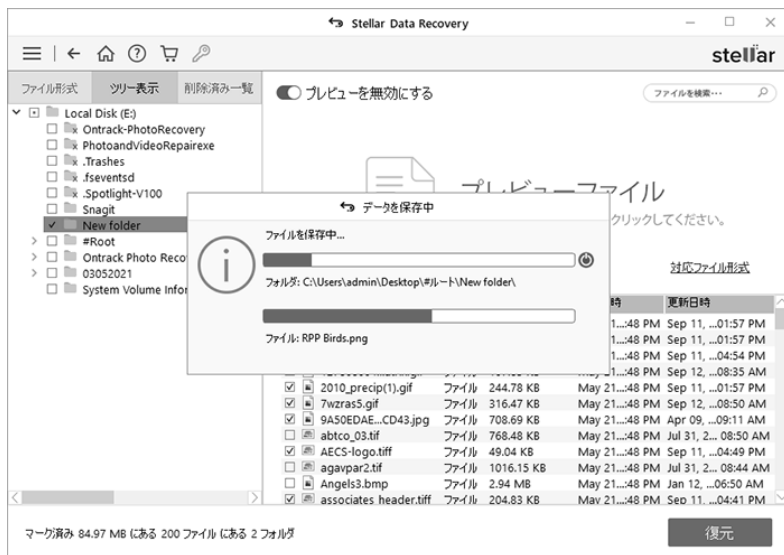 Stellar Data Recovery
stellar
ファイル形式 ツリー表示 削除済み一覧
プレビューを無効にする
ファイルを検索…
Local Disk (E:)
Ontrack-PhotoRecovery
PhotoandVideoRepairexe
.Trashes
.fseventsd
.Spotlight-V100
Snagit
New folder
#Root
Ontrack Photo Reco
03052021
System Volume Infor
プレビューファイル
クリックしてください。
対応ファイル形式
データを保存中
ファイルを保存中...
フォルダ: C:\Users\admin\Desktop\#ルート\New folder\
ファイル: RPP Birds.png
時 更新日時
1...:48 PM Sep 11, ...01:57 PM
1...:48 PM Sep 11, ...01:57 PM
1...:48 PM Sep 11, ...04:54 PM
:48 PM Sep 12, ...08:35 AM
2010_precip(1).gif ファイル 244.78 KB May 21...:48 PM Sep 11, ...01:57 PM
7wzras5.gif ファイル 316.47 KB May 21...:48 PM Sep 12, ...08:50 AM
9A50EDAE...CD43.jpg ファイル 708.69 KB May 21...:48 PM Apr 09, ...09:11 AM
abtco_03.tif ファイル 768.48 KB May 21...:48 PM Jul 31, 2... 08:50 AM
AECS-logo.tiff ファイル 49.04 KB May 21...:48 PM Sep 11, ...04:49 PM
agavpar2.tif ファイル 1016.15 KB May 21...:48 PM Jul 31, 2... 08:44 AM
Angels3.bmp ファイル 2.94 MB May 21...:48 PM Jan 12, ...06:50 AM
associates header.tiff ファイル 204.83 KB May 21...:48 PM Sep 11, ...04:41 PM
マーク済み 84.97 MB にある 200 ファイル にある 2 フォルダ
復元